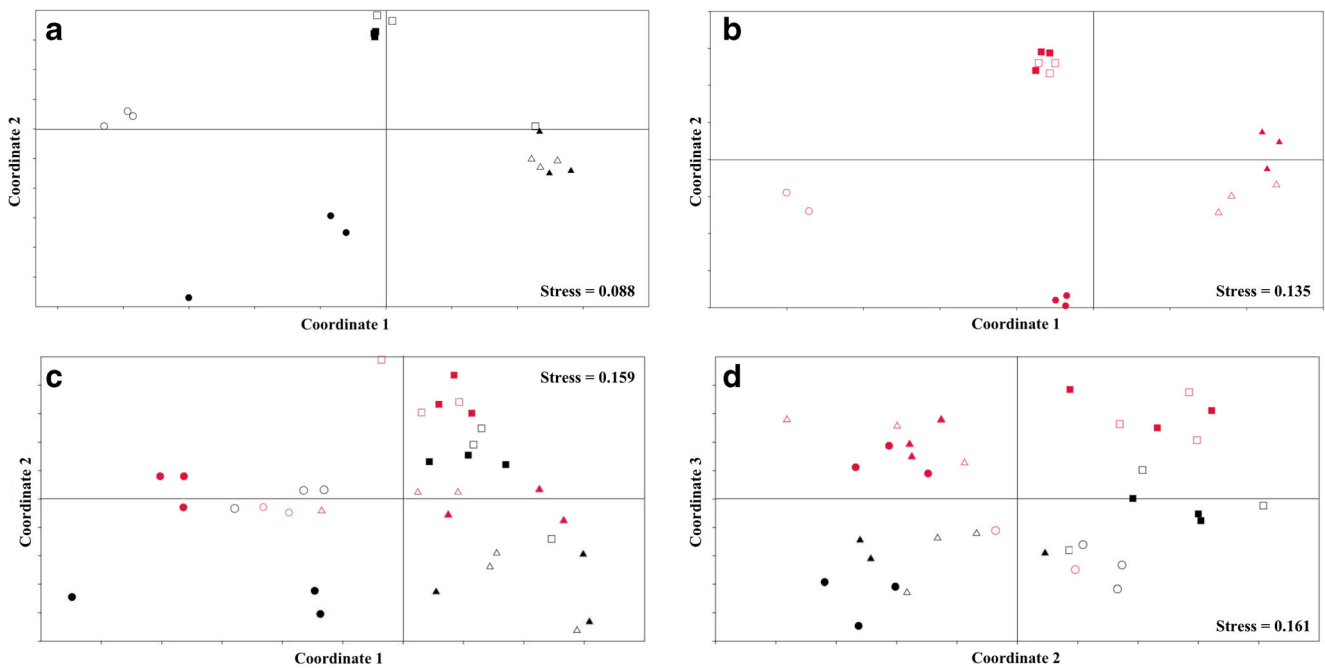 a
Coordinate 2
Stress = 0.088
Coordinate 1
b
Coordinate 2
Stress = 0.135
Coordinate 1
c
Coordinate 2
Stress = 0.159
Coordinate 1
d
Coordinate 3
Stress = 0.161
Coordinate 2